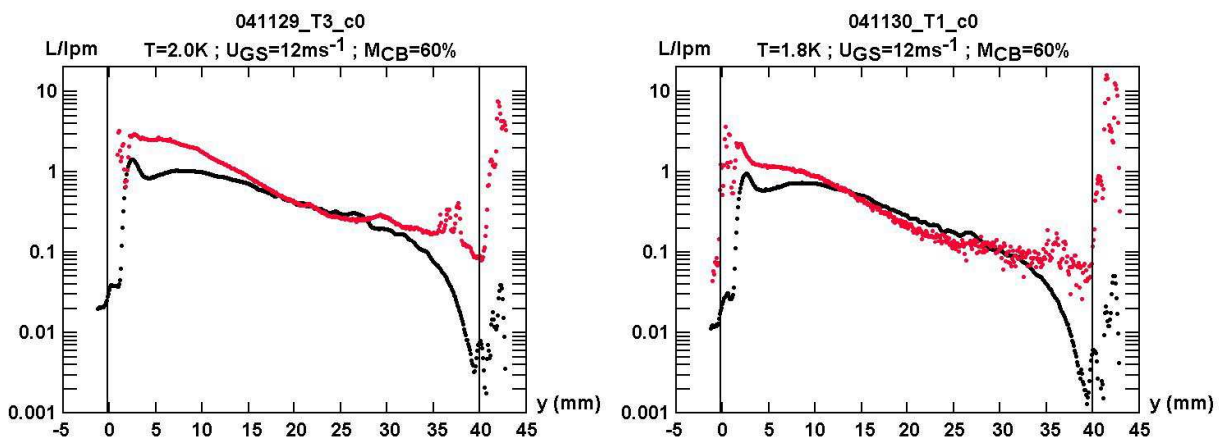 041129_T3_c0
L/lpm T=2.0K ; UGS=12ms-1 ; MCB=60%
10
1
0.1
0.01
0.001
-5 0 5 10 15 20 25 30 35 40 45
y (mm)
041130_T1_c0
L/lpm T=1.8K ; UGS=12ms-1 ; MCB=60%
10
1
0.1
0.01
0.001
-5 0 5 10 15 20 25 30 35 40 45
y (mm)